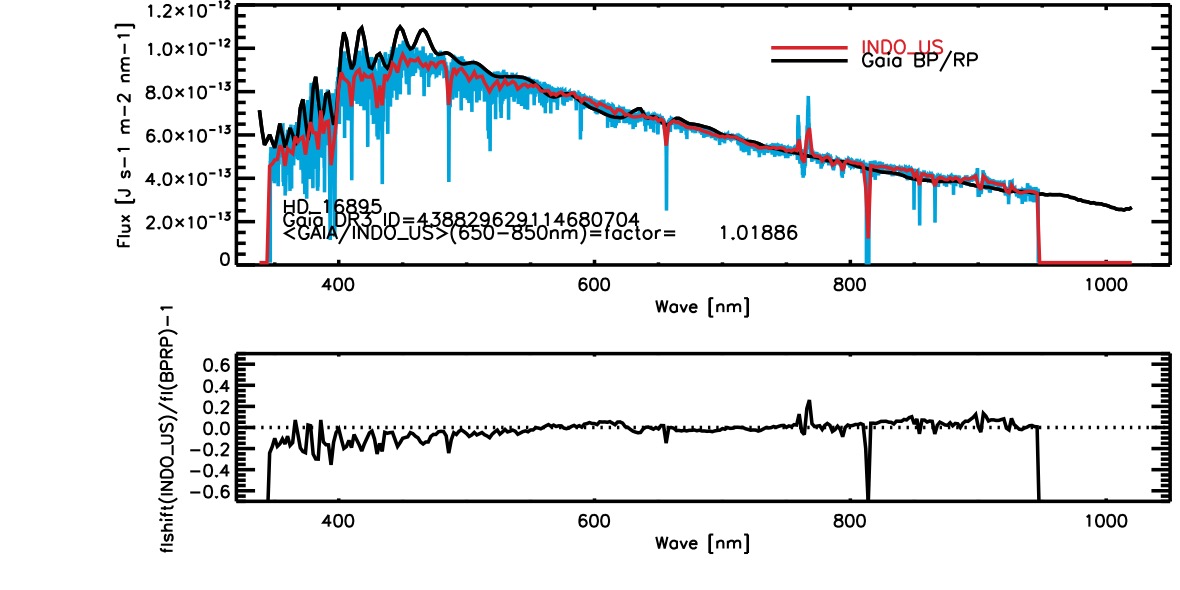 1.2×10−12
1.0×10−12
8.0×10−13
6.0×10−13
4.0×10−13
2.0×10−13
0
Flux [J s−1 m−2 nm−1]
INDO_US
Gaia BP/RP
HD_16895
Gaia DR3 ID=438829629114680704
<GAIA/INDO_US>(650−850nm)=factor= 1.01886
400 600 800 1000
Wave [nm]
0.6
0.4
0.2
0.0
−0.2
−0.4
−0.6
flshift(INDO_US)/fl(BPRP)−1
400 600 800 1000
Wave [nm]